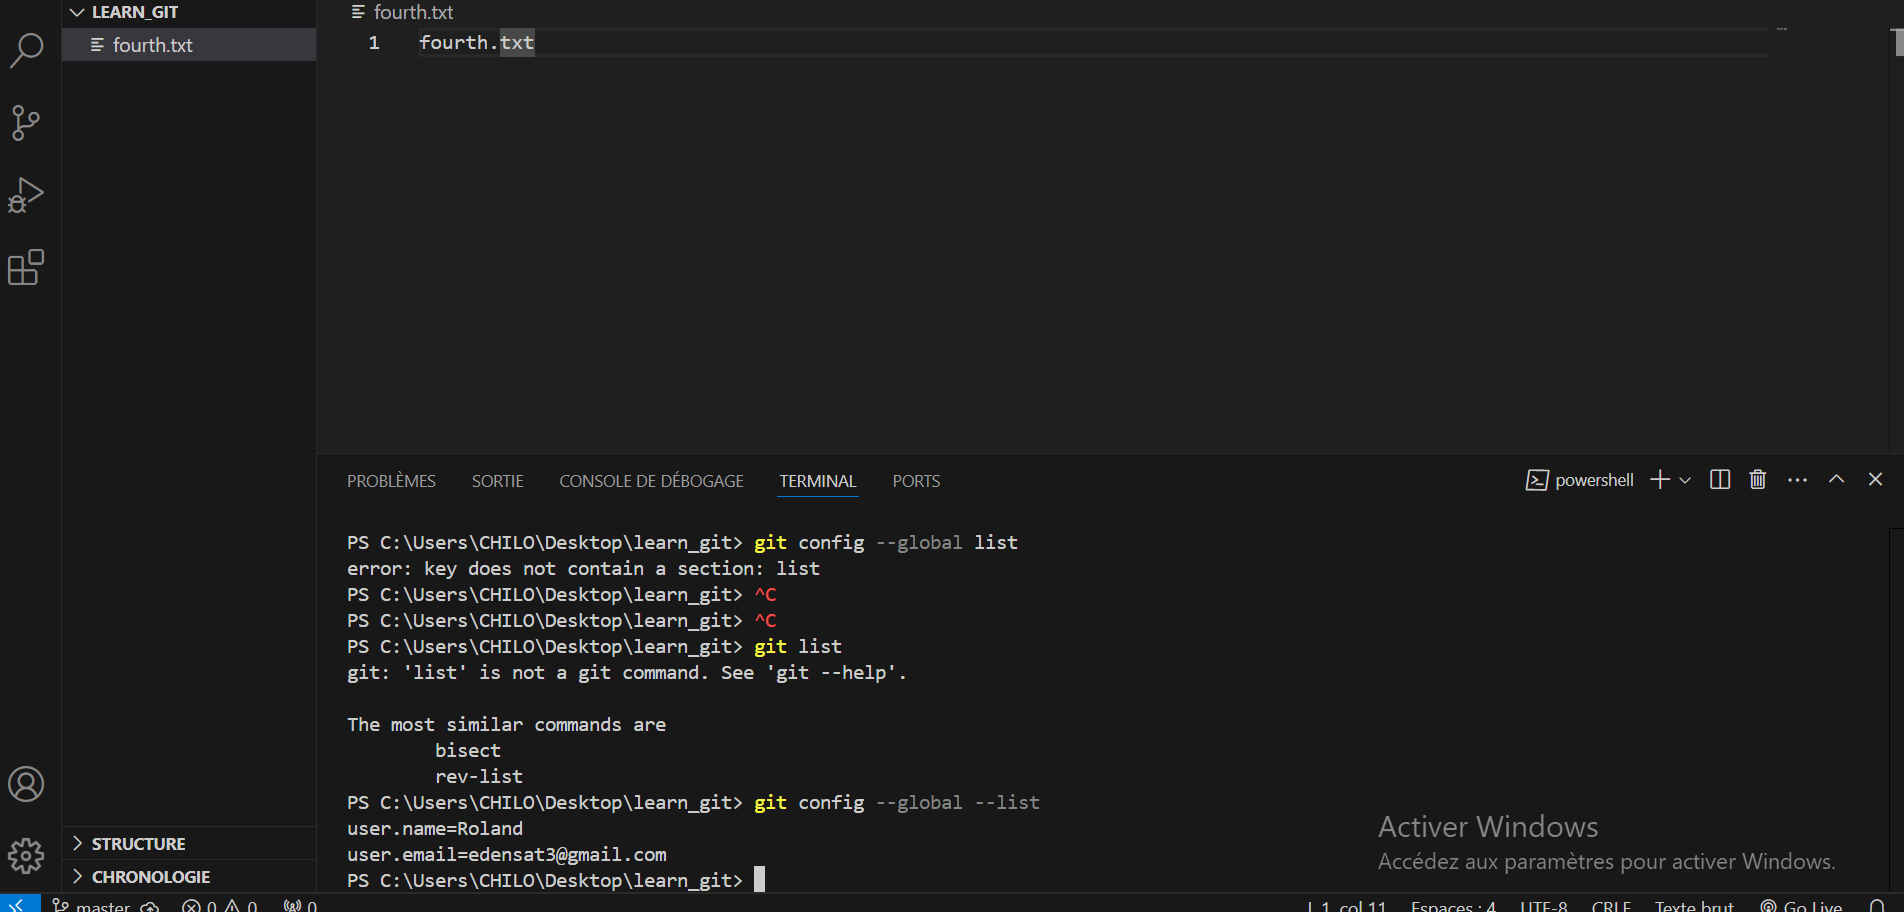 LEARN_GIT
fourth.txt
fourth.txt
1 fourth.txt
PROBLÈMES SORTIE CONSOLE DE DÉBOGAGE TERMINAL PORTS
powershell
PS C:\Users\CHILO\Desktop\learn_git> git config --global list
error: key does not contain a section: list
PS C:\Users\CHILO\Desktop\learn_git> ^C
PS C:\Users\CHILO\Desktop\learn_git> ^C
PS C:\Users\CHILO\Desktop\learn_git> git list
git: 'list' is not a git command. See 'git --help'.
The most similar commands are
bisect
rev-list
PS C:\Users\CHILO\Desktop\learn_git> git config --global --list
user.name=Roland
user.email=edensat3@gmail.com
PS C:\Users\CHILO\Desktop\learn_git>
Activer Windows
Accédez aux paramètres pour activer Windows.
STRUCTURE
CHRONOLOGIE
master 0 0 0 L 1, col 11 Espaces : 4 UTF-8 CRLF Texte brut Go Live